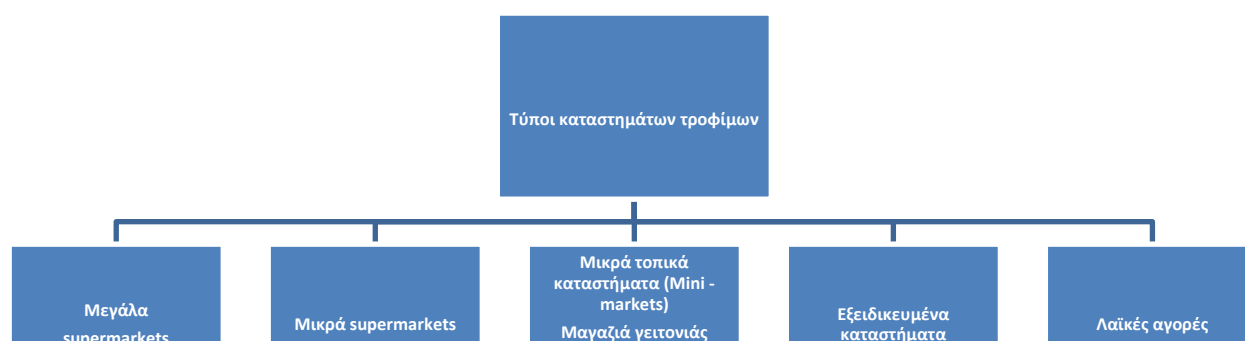 Τύποι καταστημάτων τροφίμων
Μεγάλα
supermarkets
Μικρά supermarkets
Μικρά τοπικά
καταστήματα (Mini -
markets)
Μαγαζιά γειτονιάς
Εξειδικευμένα
καταστήματα
Λαϊκές αγορές